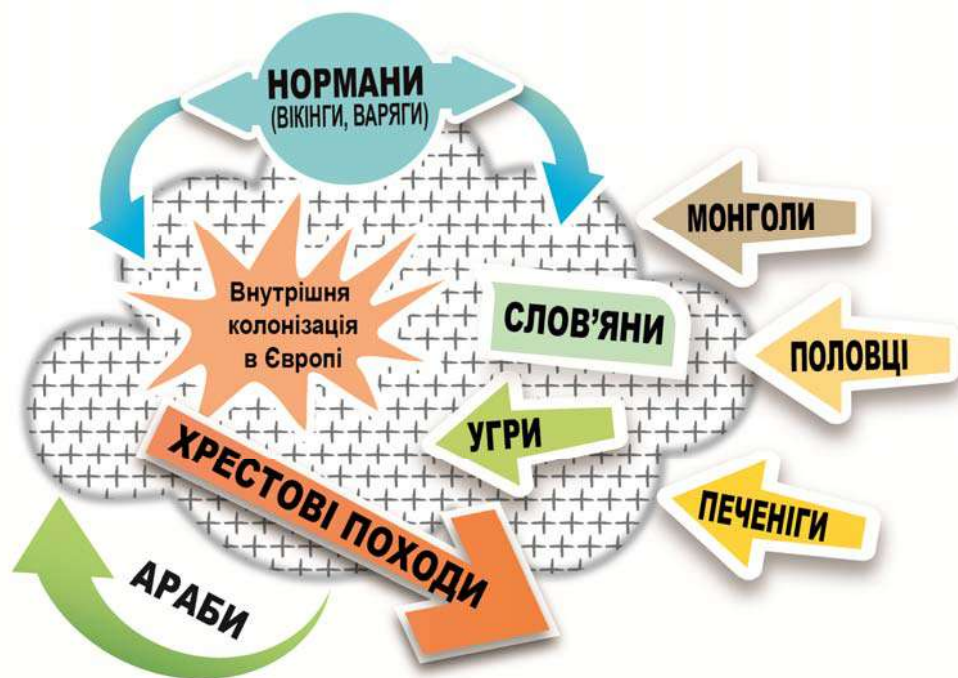 НОРМАНИ
(ВІКІНГИ, ВАРЯГИ)
МОНГОЛИ
Внутрішня
колонізація
в Європі
СЛОВ’ЯНИ
ПОЛОВЦІ
УГРИ
ХРЕСТОВІ ПОХОДИ
ПЕЧЕНІГИ
АРАБИ